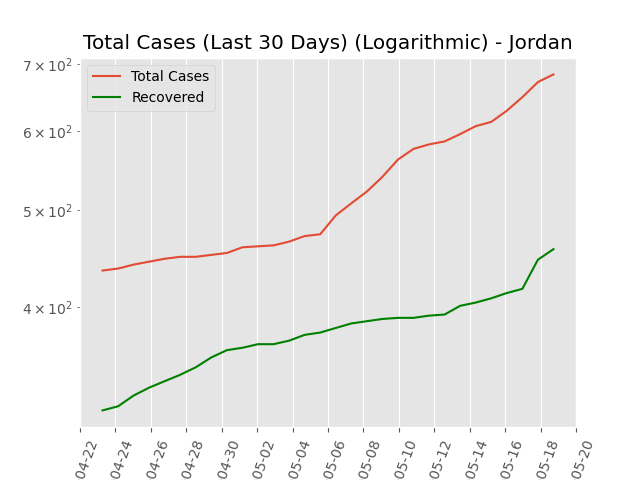 Total Cases (Last 30 Days) (Logarithmic) - Jordan
Total Cases
Recovered
7 × 10²
6 × 10²
5 × 10²
4 × 10²
04-22
04-24
04-26
04-28
04-30
05-02
05-04
05-06
05-08
05-10
05-12
05-14
05-16
05-18
05-20